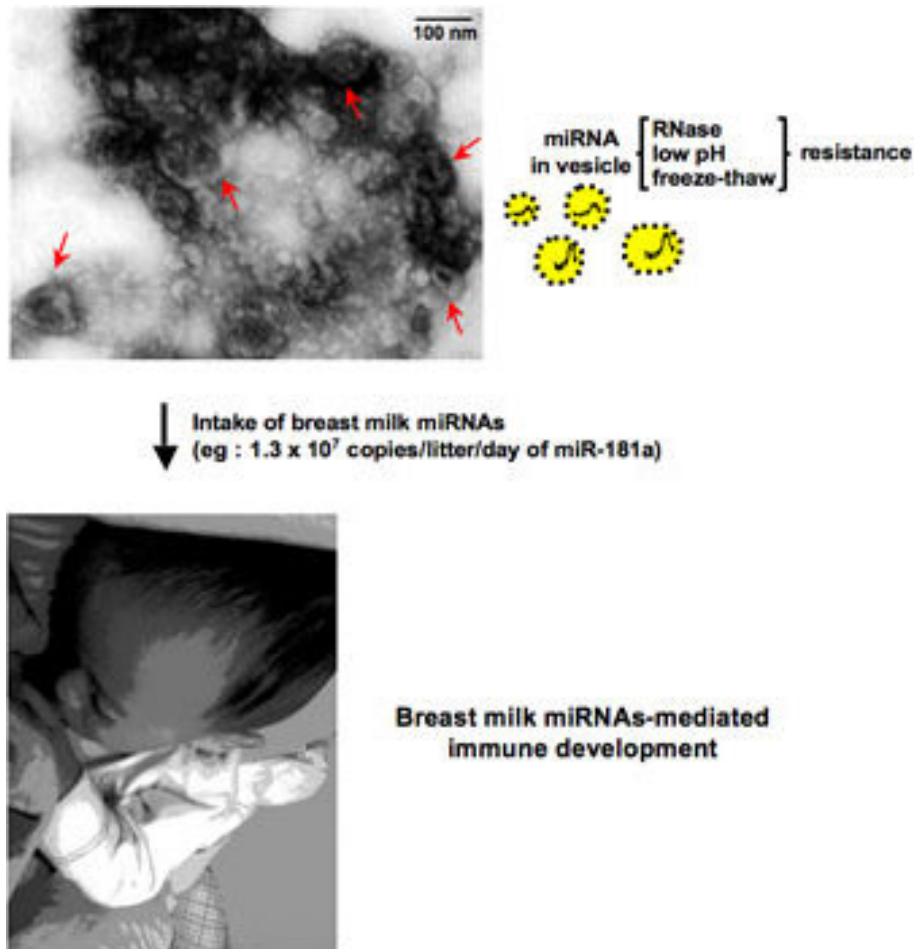 100 nm
miRNA
in vesicle
RNase
low pH
freeze-thaw
resistance
Intake of breast milk miRNAs
(eg : 1.3 x 10⁷ copies/litter/day of miR-181a)
Breast milk miRNAs-mediated
immune development